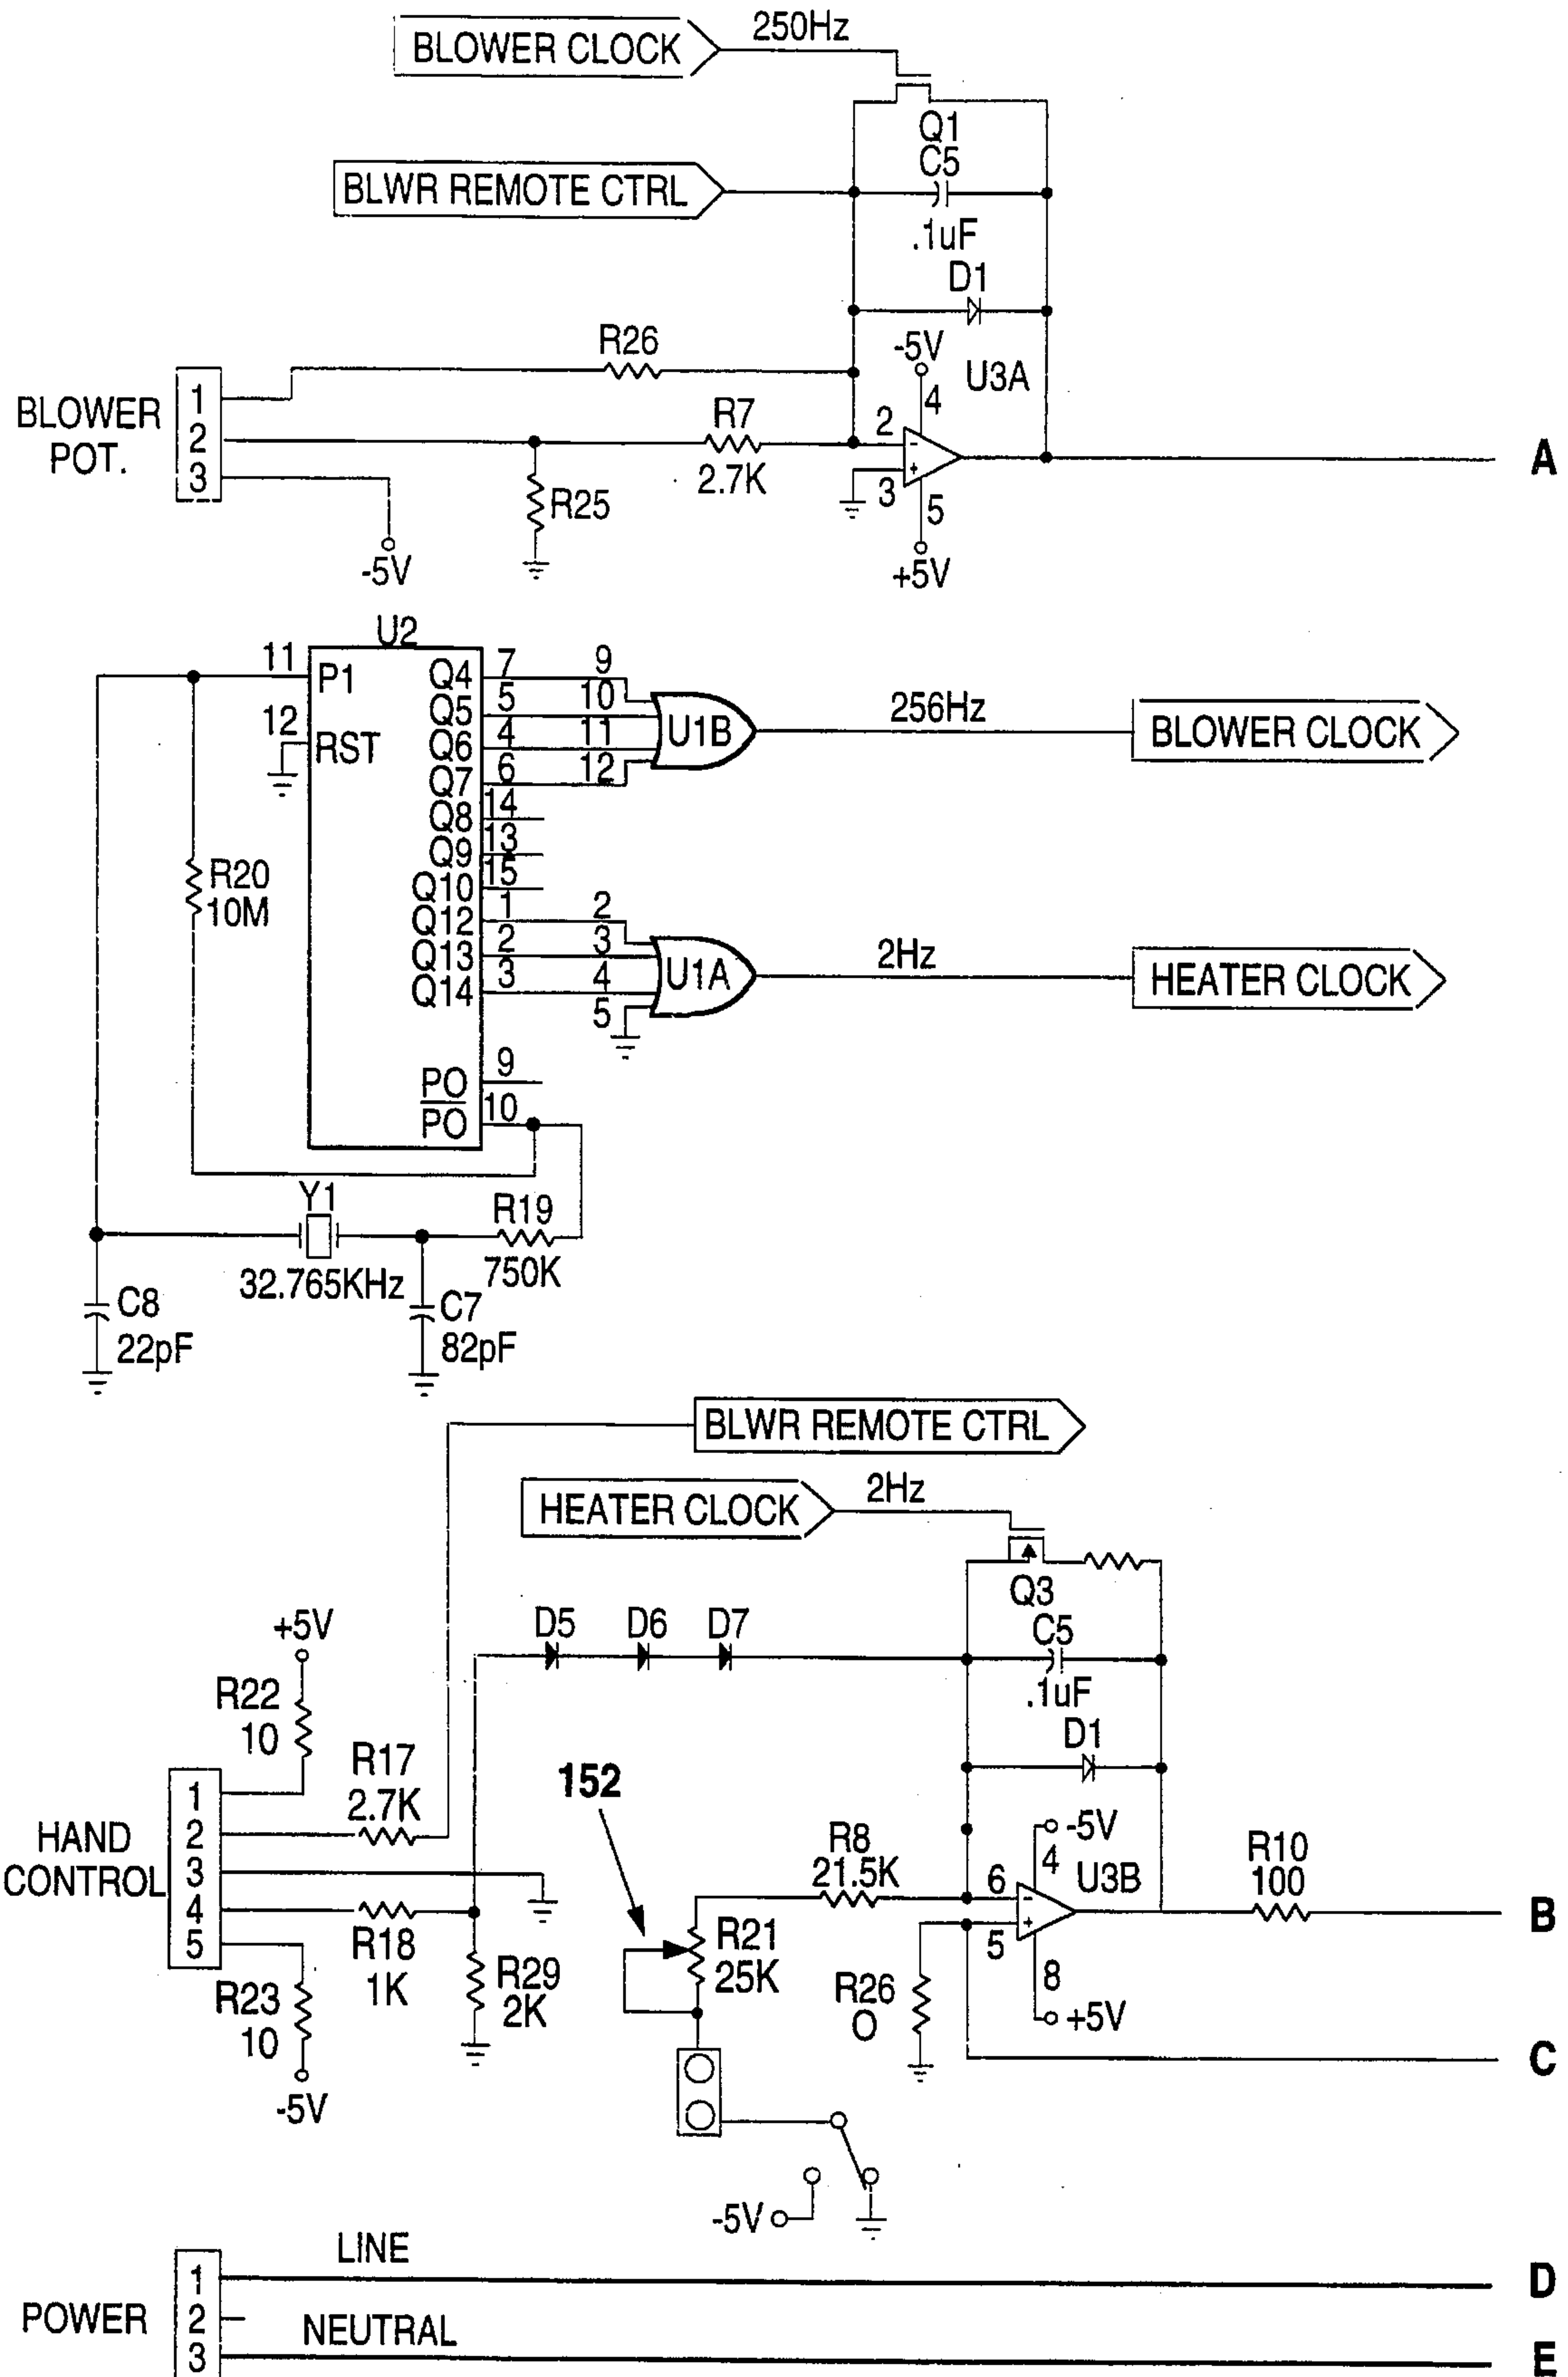 BLOWER CLOCK
250Hz
Q1
C5
.1uF
BLWR REMOTE CTRL
D1
R26
-5V
U3A
4
BLOWER
POT.
1
2
3
R7
2.7K
2
-
+
3
5
+5V
A
R25
-5V
U2
11
P1
12
RST
Q4
7
9
Q5
5
10
Q6
4
11
Q7
6
12
Q8
14
Q9
13
Q10
15
Q12
1
2
Q13
2
3
Q14
3
4
5
PO
9
PO
10
U1B
256Hz
BLOWER CLOCK
U1A
2Hz
HEATER CLOCK
R20
10M
Y1
32.765KHz
R19
750K
C8
22pF
C7
82pF
BLWR REMOTE CTRL
HEATER CLOCK
2Hz
Q3
C5
.1uF
D1
D5
D6
D7
+5V
R22
10
R17
2.7K
HAND
CONTROL
1
2
3
4
5
R18
1K
R23
10
-5V
R29
2K
152
R21
25K
R8
21.5K
6
-
+
5
-5V
4
U3B
8
+5V
R10
100
B
R26
O
C
-5V
POWER
1
2
3
LINE
D
NEUTRAL
E